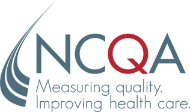 NCQA
Measuring quality.
Improving health care.